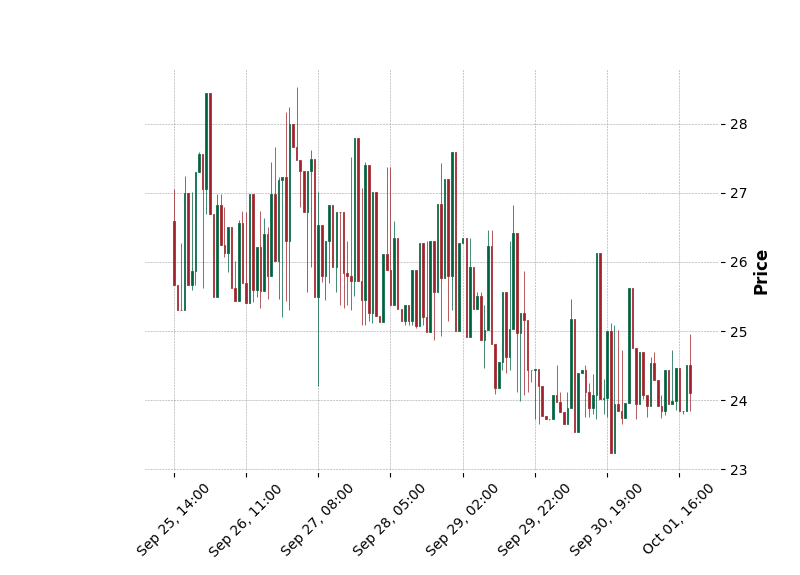 28
27
26
25
24
23
Price
Sep 25, 14:00
Sep 26, 11:00
Sep 27, 08:00
Sep 28, 05:00
Sep 29, 02:00
Sep 29, 22:00
Sep 30, 19:00
Oct 01, 16:00